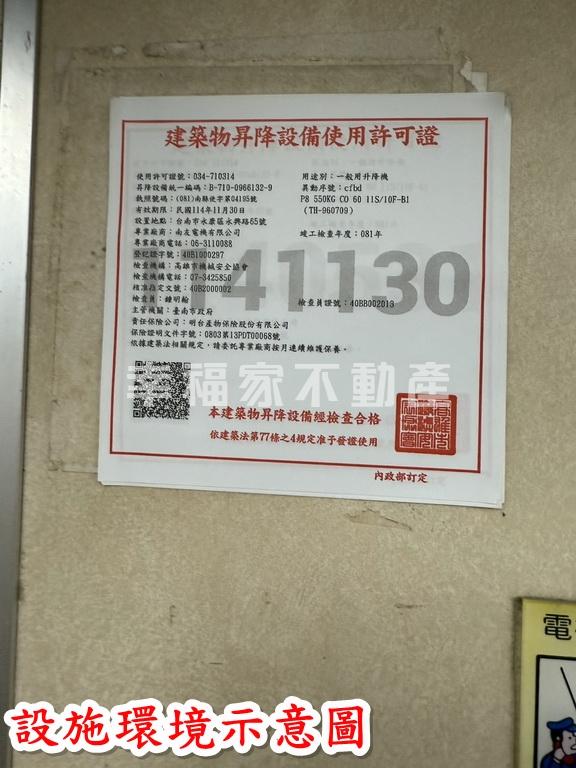 建築物昇降設備使用許可證
使用許可證號：034-710314
昇降設備統一編碼：B-710-0966132-9
執照號碼：(081)南縣使字第04195號
有效期限：民國114年11月30日
設置地點：台南市永康區永興路65號
專業廠商：南友電機有限公司
專業廠商電話：06-3110088
登記證字號：40B1000297
檢查機構：高雄市機械安全協會
檢查機構電話：07-3425850
核准指定文號：40B2000002
檢查員：鍾明翰
主管機關：臺南市政府
責任保險公司：明台產物保險股份有限公司
保險證明文件字號：0803第13PDT00068號
依據建築法相關規定，請委託專業廠商按月連續維護保養。
用途別：一般用昇降機
異動序號：cfbd
P8 550KG CO 60 11S/10F-B1
(TH-960709)
竣工檢查年度：081年
檢查員證號：40BB002013
141130
幸福家不動產
本建築物昇降設備經檢查合格
依建築法第77條之4規定准予發證使用
內政部訂定
電
設施環境示意圖